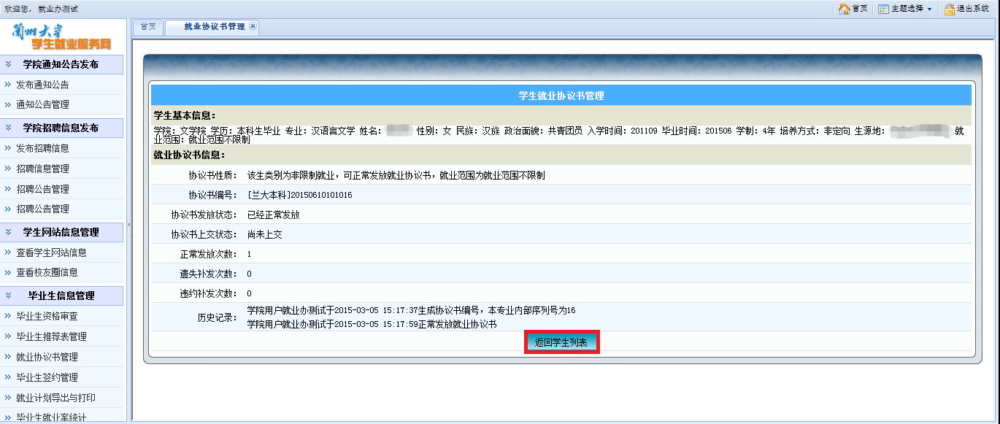 欢迎您, 就业办测试
首页 主题选择 退出系统
兰州大学
学生就业服务网
首页 就业协议书管理
学院通知公告发布
发布通知公告
通知公告管理
学院招聘信息发布
发布招聘信息
招聘信息管理
招聘公告管理
招聘公告管理
学生网站信息管理
查看学生网站信息
查看校友圈信息
毕业生信息管理
毕业生资格审查
毕业生推荐表管理
就业协议书管理
毕业生签约管理
就业计划导出与打印
毕业生就业率统计
学生就业协议书管理
学生基本信息:
学院: 文学院 学历: 本科生毕业 专业: 汉语言文学 姓名: 性别: 女 民族: 汉族 政治面貌: 共青团员 入学时间: 201109 毕业时间: 201506 学制: 4年 培养方式: 非定向 生源地: 就
业范围: 就业范围不限制
就业协议书信息:
协议书性质: 该生类别为非限制就业, 可正常发放就业协议书, 就业范围为就业范围不限制
协议书编号: [兰大本科]20150610101016
协议书发放状态: 已经正常发放
协议书上交状态: 尚未上交
正常发放次数: 1
遗失补发次数: 0
违约补发次数: 0
历史记录:
学院用户就业办测试于2015-03-05 15:17:37生成协议书编号, 本专业内部序列号为16
学院用户就业办测试于2015-03-05 15:17:59正常发放就业协议书
返回学生列表